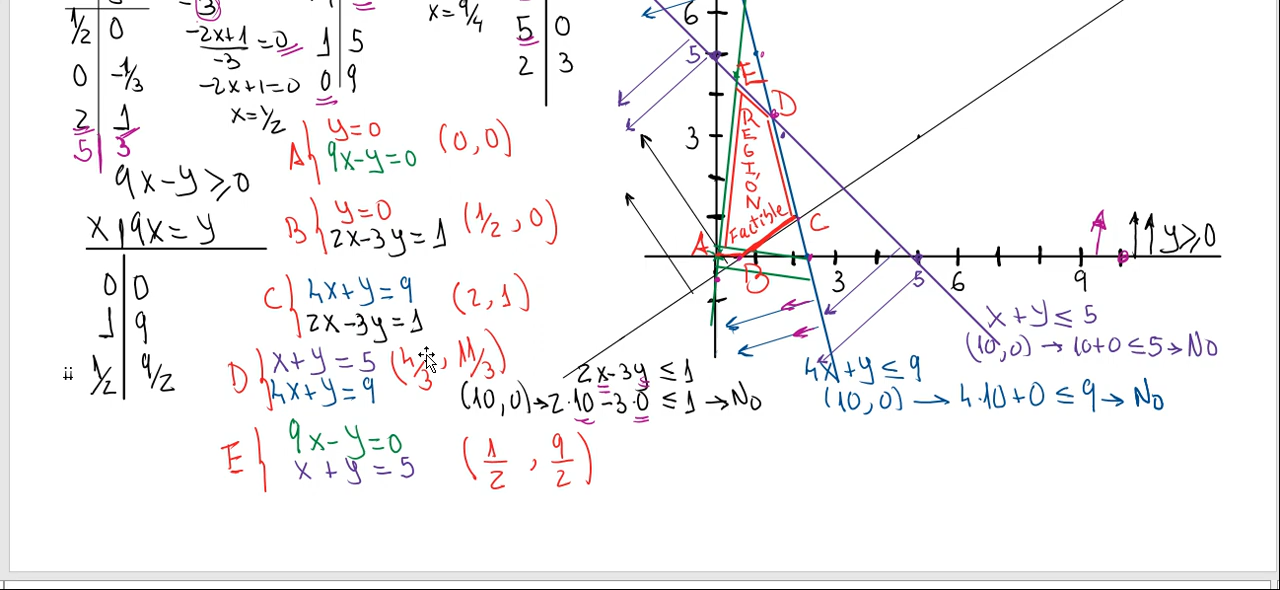 1/2 | 0
0 | -1/3
2 | 1
5 | 3
(3)
-2x+1/-3 = 0
-2x+1=0
x=1/2
1 | 5
0 | 9
x=9/4
5 | 0
2 | 3
9x-y≥0
x | 9x=y
0 | 0
1 | 9
1/2 | 9/2
ii
A} y=0
9x-y=0
(0,0)
B} y=0
2x-3y=1
(1/2,0)
C} 4x+y=9
2x-3y=1
(2,1)
D} x+y=5
4x+y=9
(4/3, 11/3)
E} 9x-y=0
x+y=5
(1/2, 9/2)
6
5
3
E
D
REGIÓN
Factible
A
B
C
3
5
6
9
y≥0
x+y≤5
(10,0) → 10+0≤5 → No
2x-3y≤1
(10,0)→2·10-3·0≤1→No
4x+y≤9
(10,0) → 4·10+0≤9→No